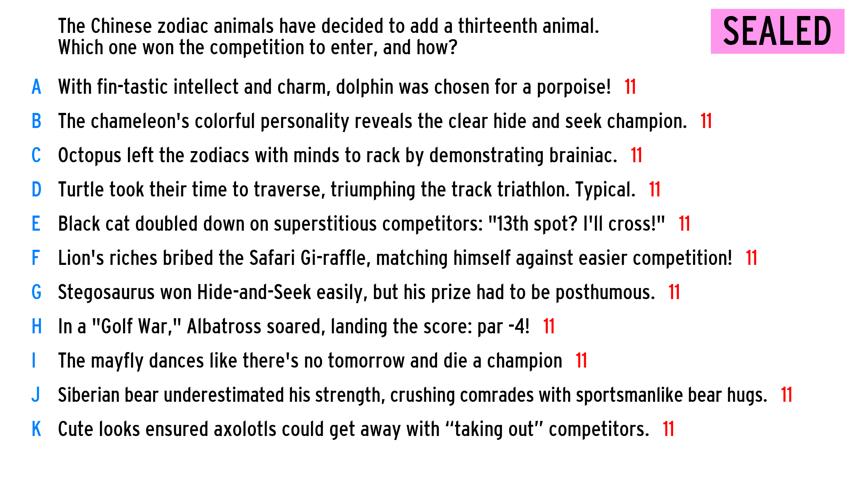 The Chinese zodiac animals have decided to add a thirteenth animal.
Which one won the competition to enter, and how?
SEALED
A With fin-tastic intellect and charm, dolphin was chosen for a porpoise! 11
B The chameleon's colorful personality reveals the clear hide and seek champion. 11
C Octopus left the zodiacs with minds to rack by demonstrating brainiac. 11
D Turtle took their time to traverse, triumphing the track triathlon. Typical. 11
E Black cat doubled down on superstitious competitors: "13th spot? I'll cross!" 11
F Lion's riches bribed the Safari Gi-raffle, matching himself against easier competition! 11
G Stegosaurus won Hide-and-Seek easily, but his prize had to be posthumous. 11
H In a "Golf War," Albatross soared, landing the score: par -4! 11
I The mayfly dances like there's no tomorrow and die a champion 11
J Siberian bear underestimated his strength, crushing comrades with sportsmanlike bear hugs. 11
K Cute looks ensured axolotls could get away with “taking out” competitors. 11